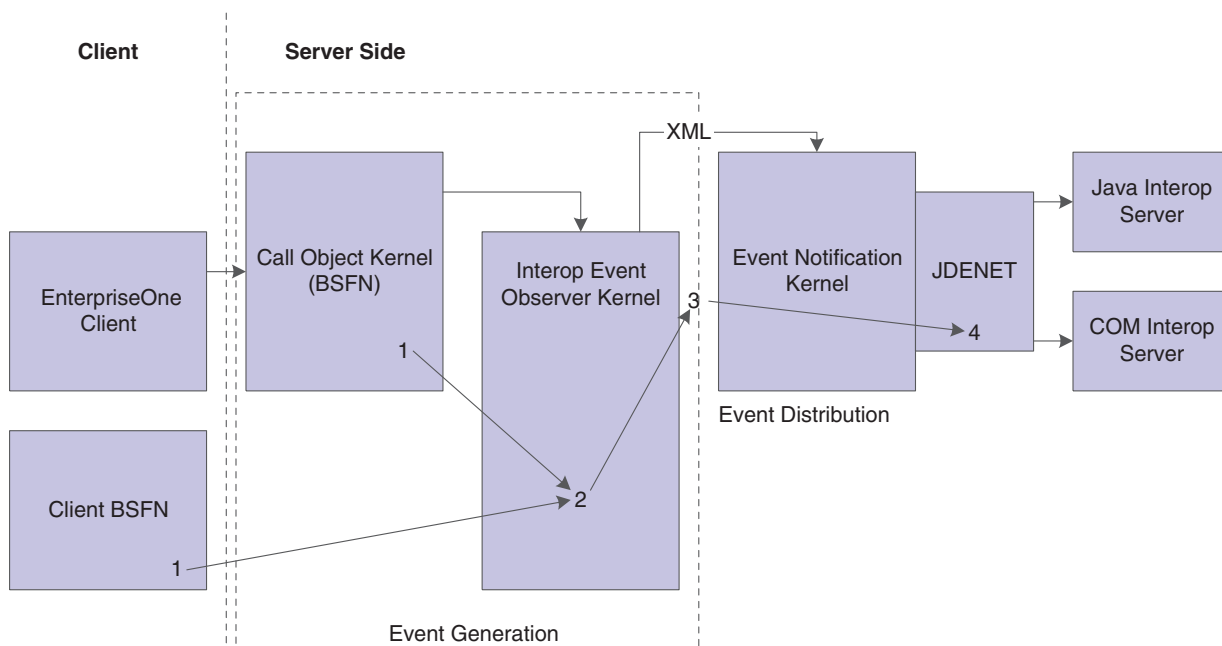 Client
Server Side
XML
Call Object Kernel
(BSFN)
1
Interop Event
Observer Kernel
2
3
Event Notification
Kernel
JDENET
4
Java Interop
Server
COM Interop
Server
EnterpriseOne
Client
Client BSFN
1
Event Distribution
Event Generation